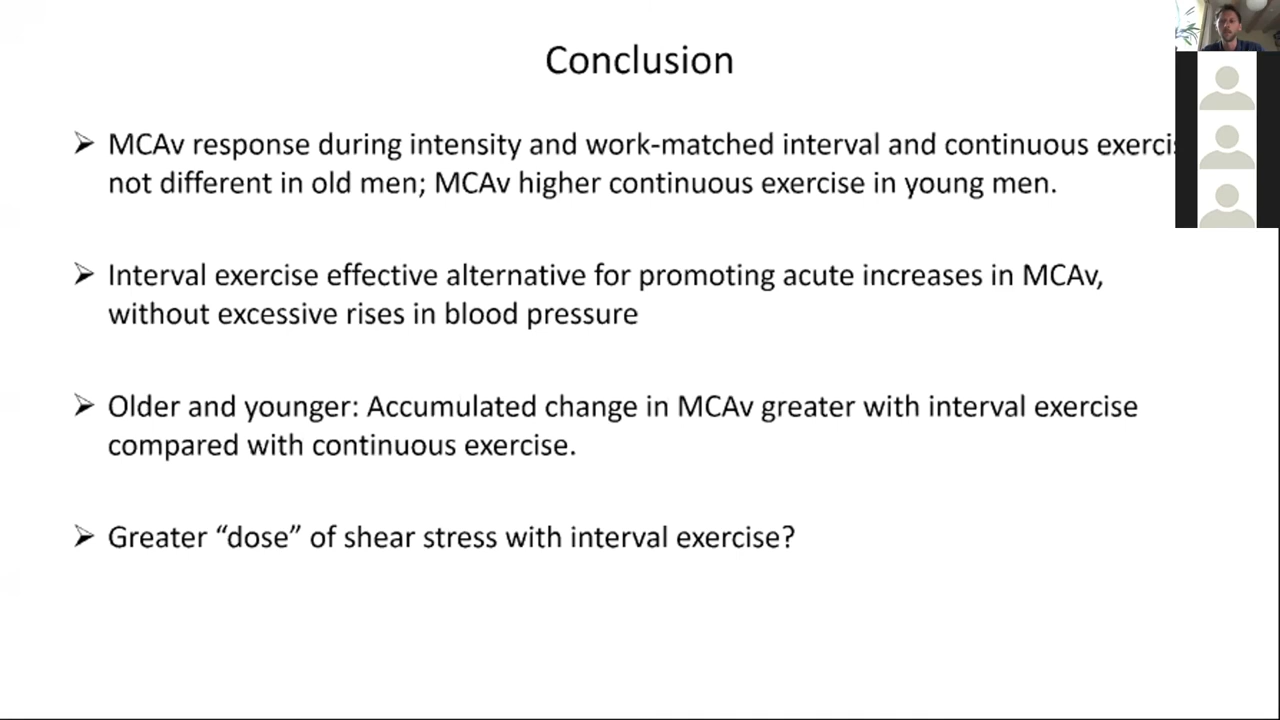 Conclusion
➢ MCAv response during intensity and work-matched interval and continuous
not different in old men; MCAv higher continuous exercise in young men.
➢ Interval exercise effective alternative for promoting acute increases in MCAv,
without excessive rises in blood pressure
➢ Older and younger: Accumulated change in MCAv greater with interval exercise
compared with continuous exercise.
➢ Greater “dose” of shear stress with interval exercise?